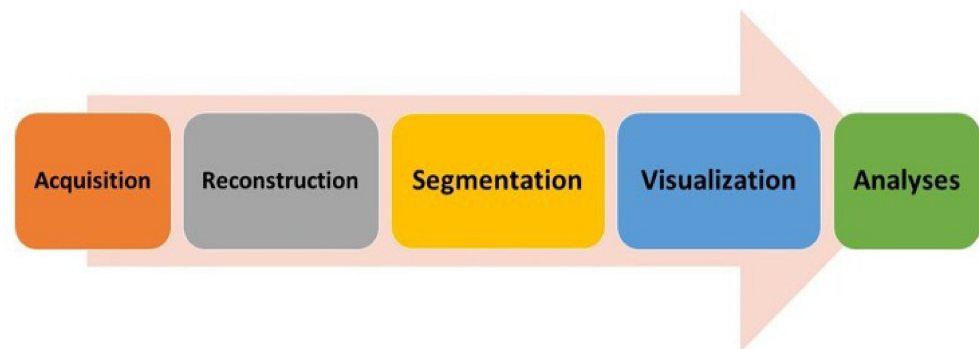 Acquisition
Reconstruction
Segmentation
Visualization
Analyses